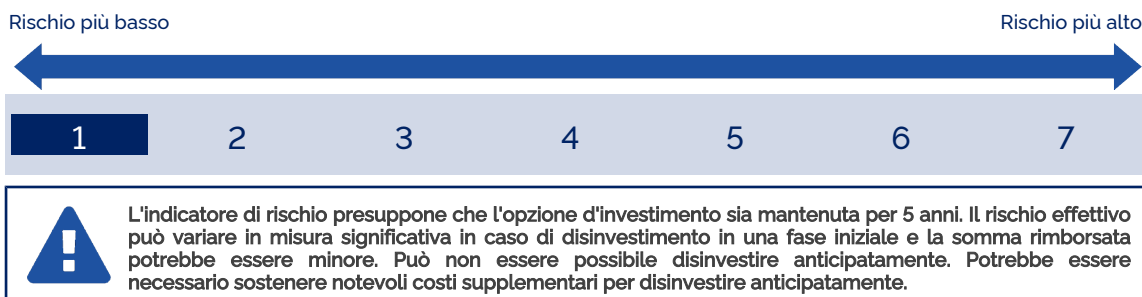 Rischio più basso
Rischio più alto
1 2 3 4 5 6 7
L'indicatore di rischio presuppone che l'opzione d'investimento sia mantenuta per 5 anni. Il rischio effettivo
può variare in misura significativa in caso di disinvestimento in una fase iniziale e la somma rimborsata
potrebbe essere minore. Può non essere possibile disinvestire anticipatamente. Potrebbe essere
necessario sostenere notevoli costi supplementari per disinvestire anticipatamente.